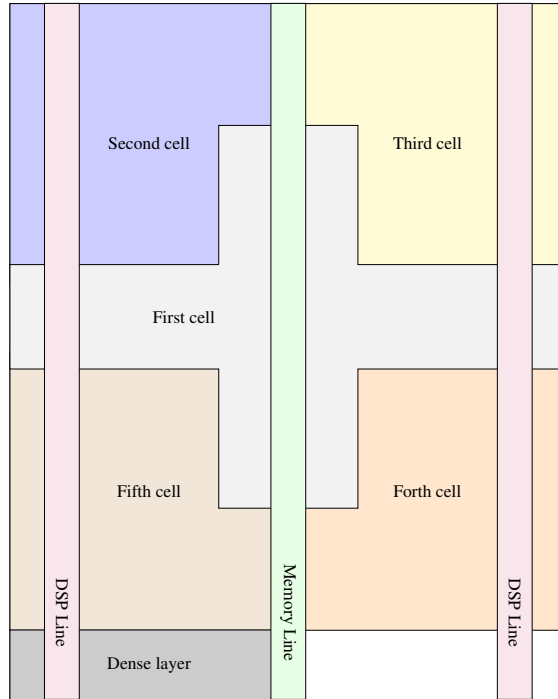 Second cell
Third cell
First cell
Fifth cell
Forth cell
DSP Line
Memory Line
DSP Line
Dense layer